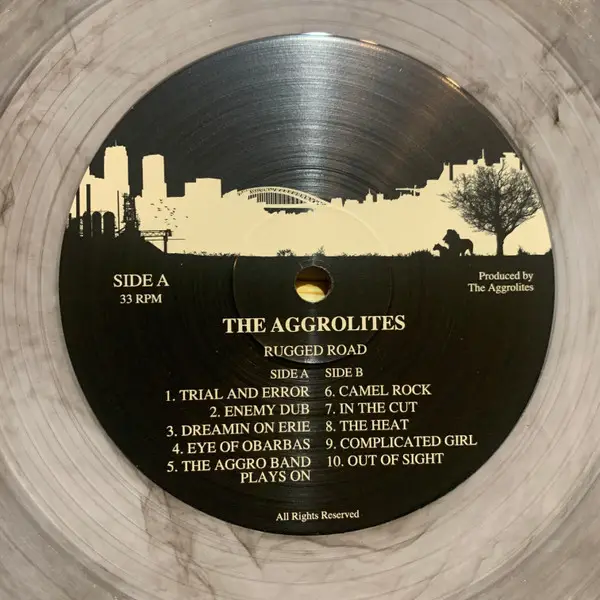 SIDE A
33 RPM
Produced by
The Aggrolites
THE AGGROLITES
RUGGED ROAD
SIDE A
1. TRIAL AND ERROR
2. ENEMY DUB
3. DREAMIN ON ERIE
4. EYE OF OBARBAS
5. THE AGGRO BAND
PLAYS ON
SIDE B
6. CAMEL ROCK
7. IN THE CUT
8. THE HEAT
9. COMPLICATED GIRL
10. OUT OF SIGHT
All Rights Reserved